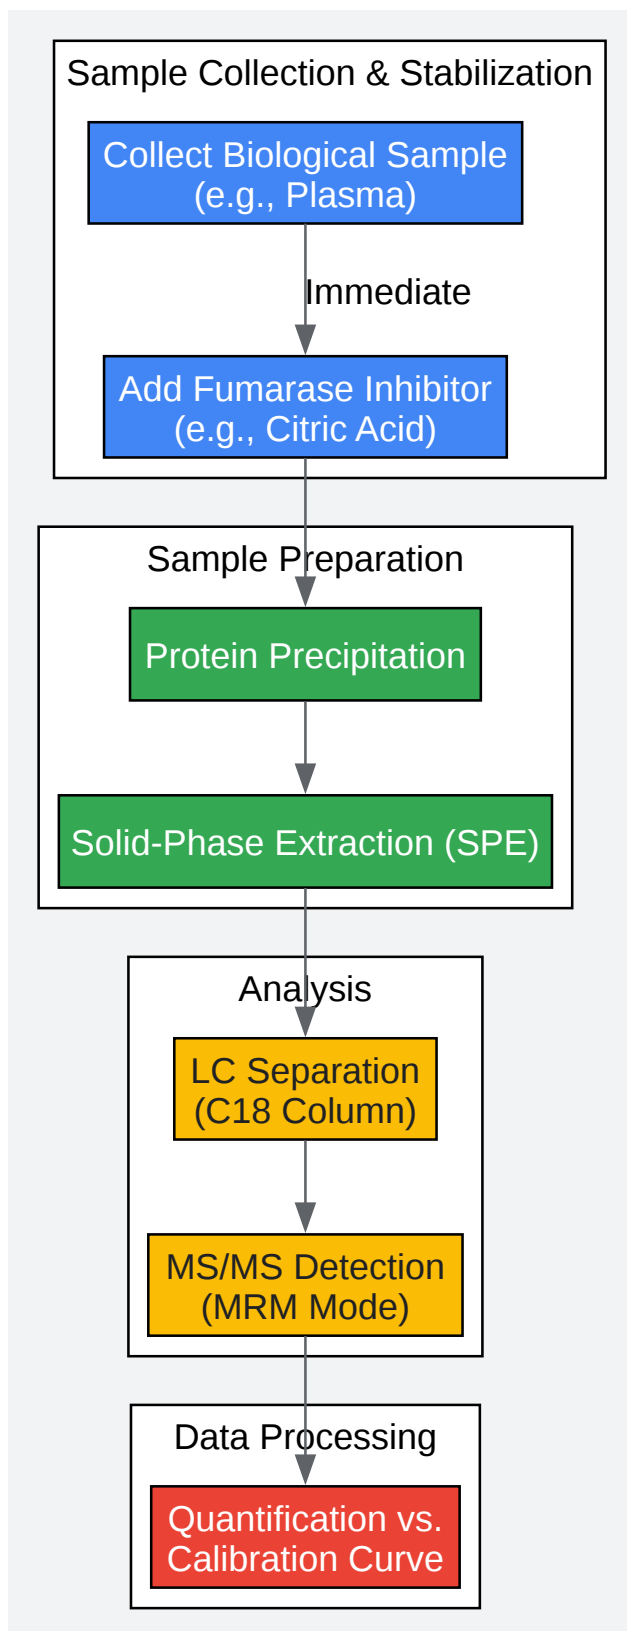 Sample Collection & Stabilization
Collect Biological Sample
(e.g., Plasma)
Immediate
Add Fumarase Inhibitor
(e.g., Citric Acid)
Sample Preparation
Protein Precipitation
Solid-Phase Extraction (SPE)
Analysis
LC Separation
(C18 Column)
MS/MS Detection
(MRM Mode)
Data Processing
Quantification vs.
Calibration Curve